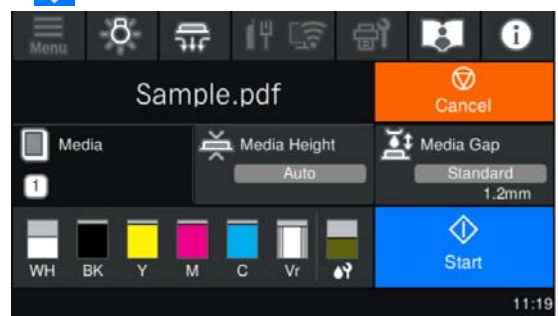 Menu
Sample.pdf
Cancel
Media
1
Media Height
Auto
Media Gap
Standard
1.2mm
WH BK Y M C Vr
Start
11:19